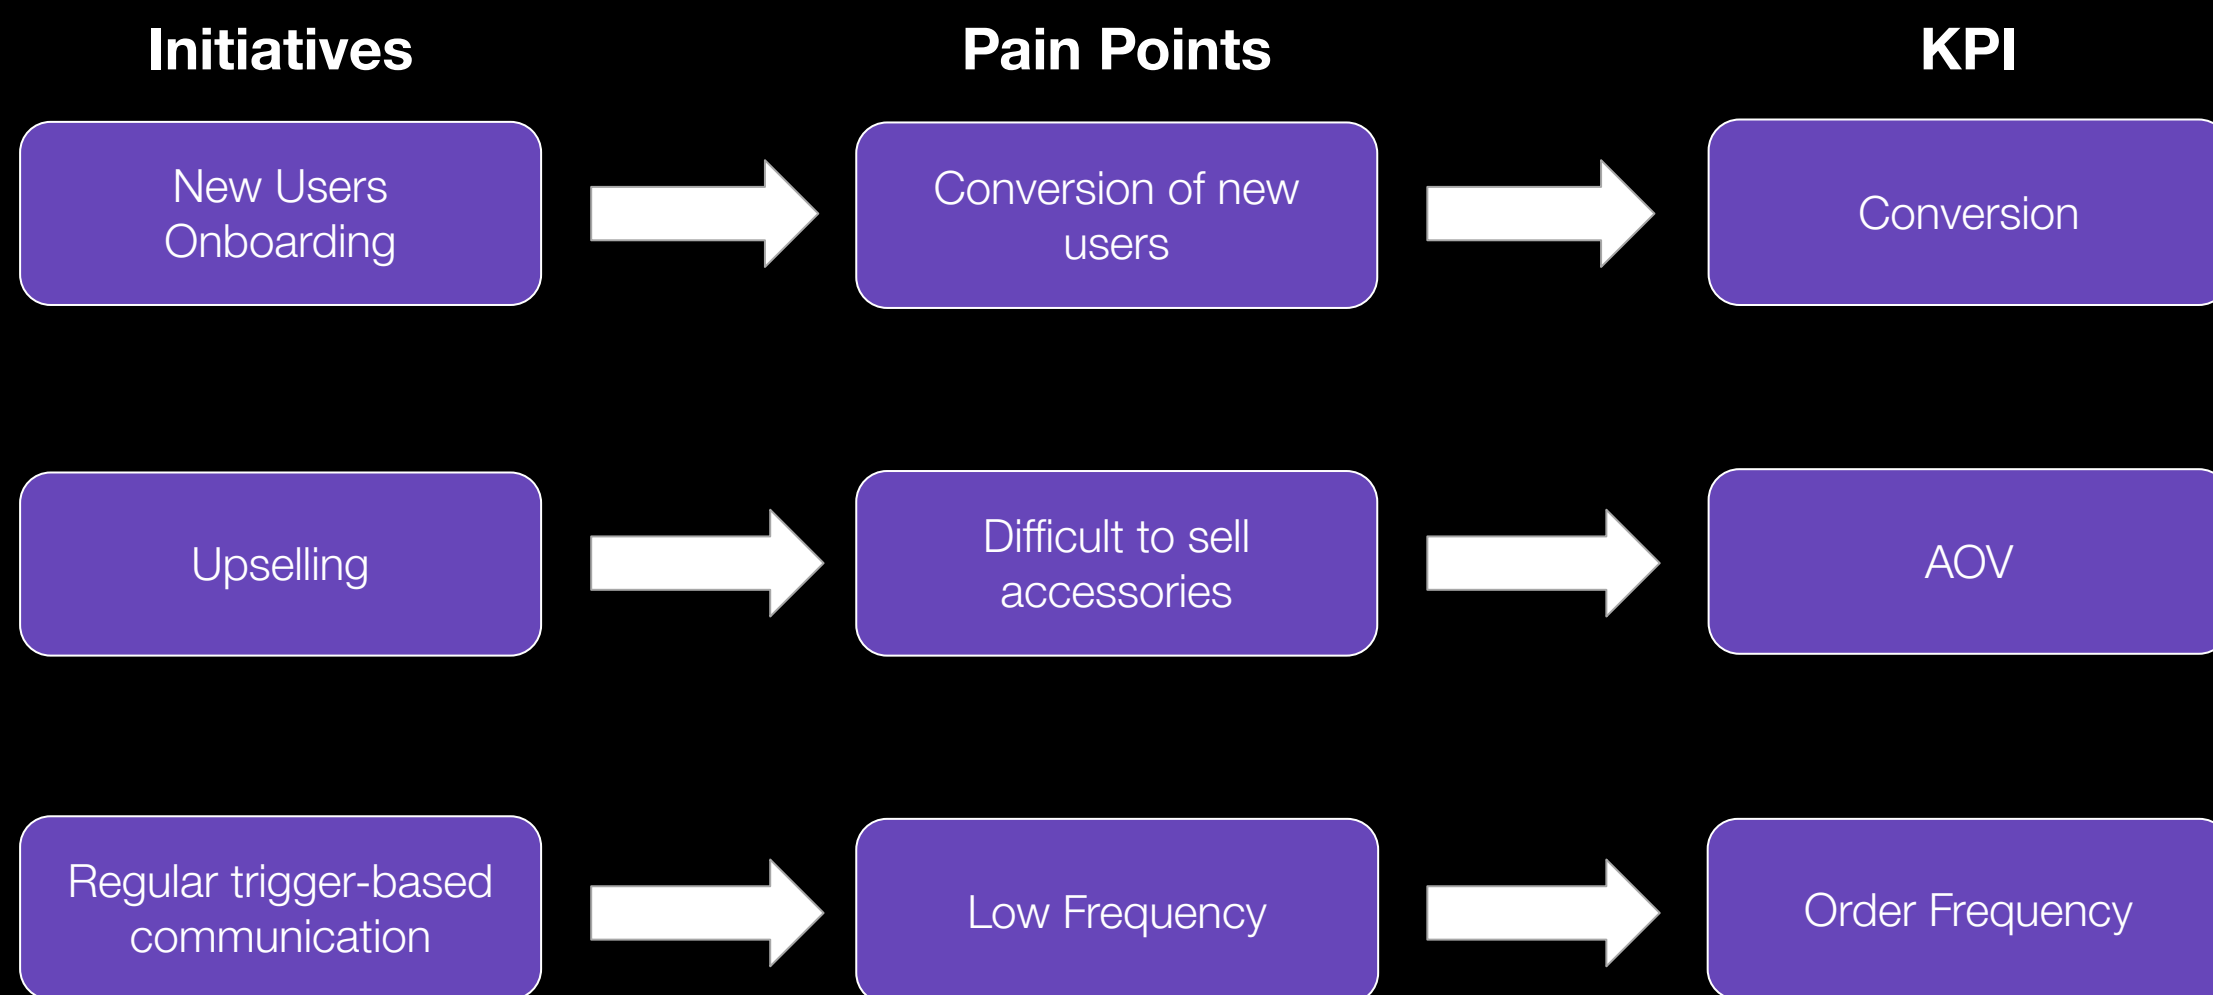 Initiatives
Pain Points
KPI
New Users
Onboarding
Conversion of new
users
Conversion
Upselling
Difficult to sell
accessories
AOV
Regular trigger-based
communication
Low Frequency
Order Frequency